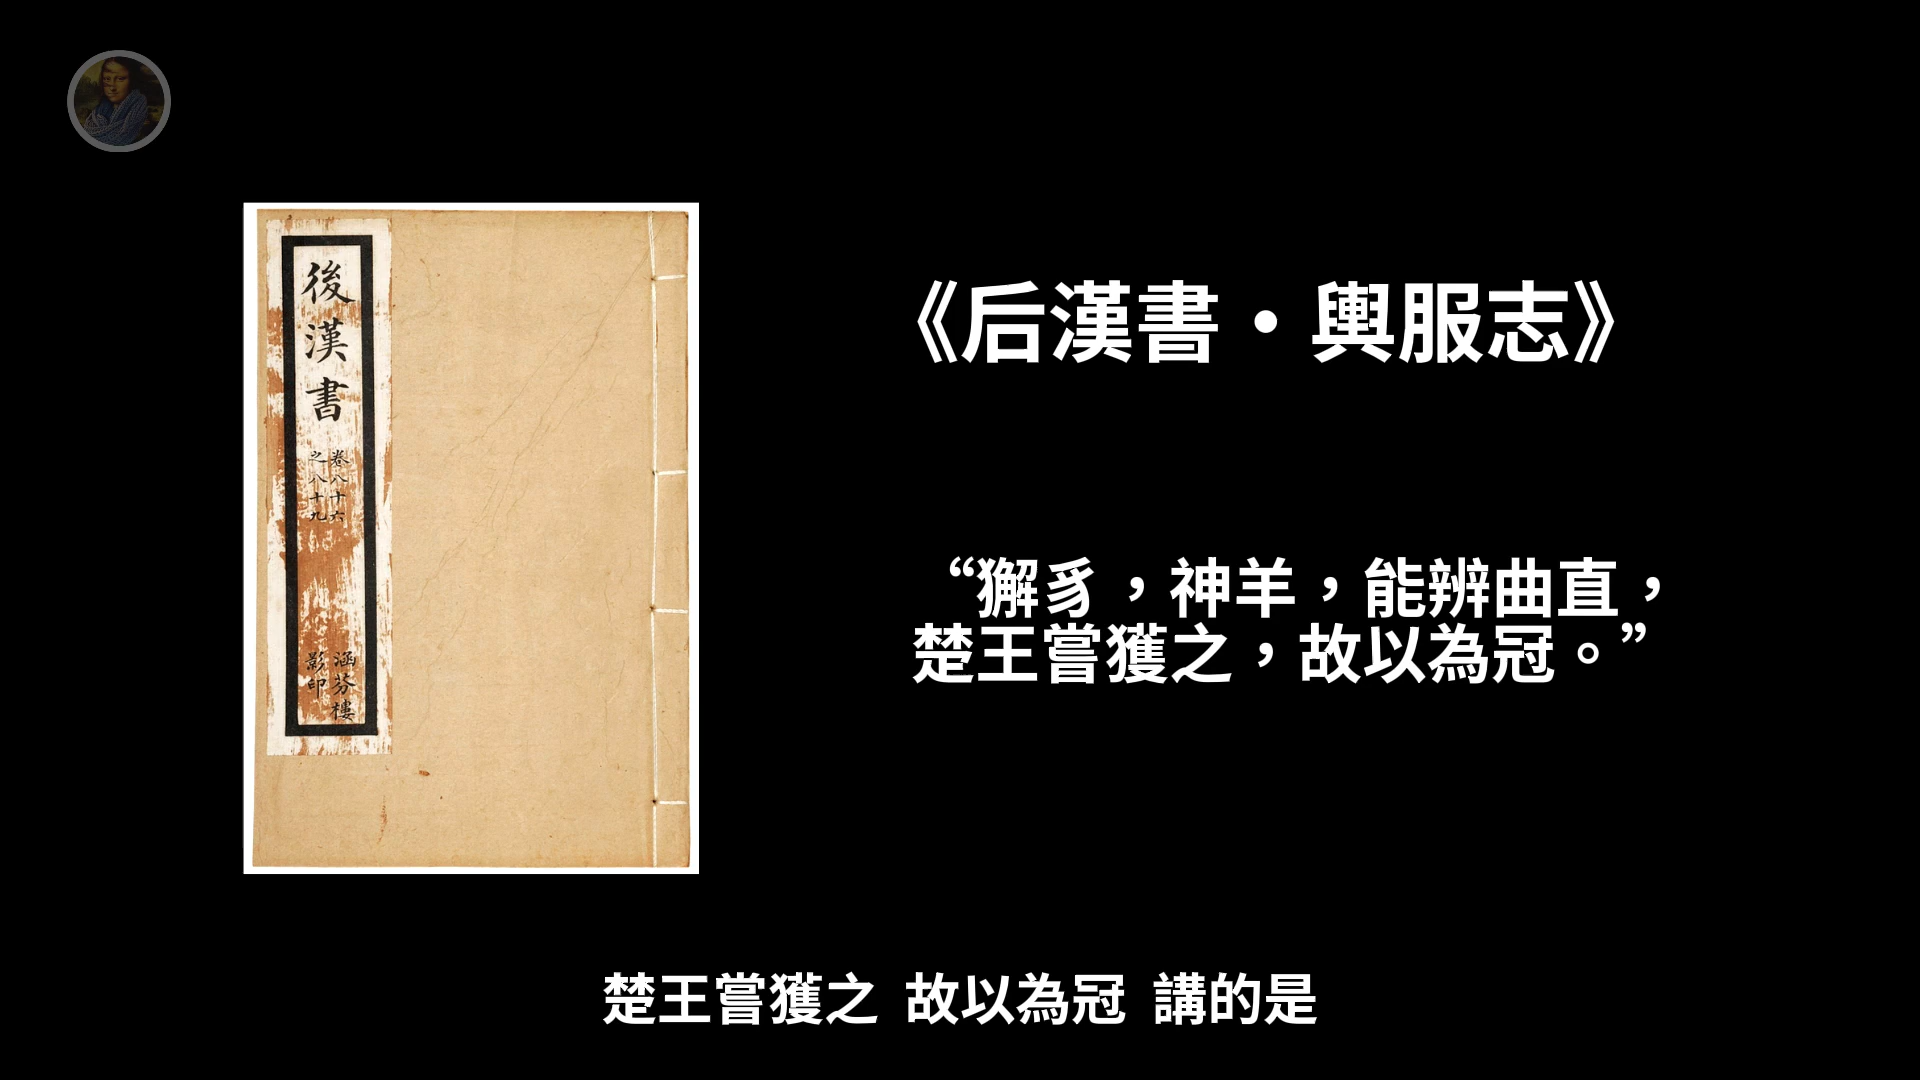 後漢書
卷八十六
之八十九
涵芬樓
影印
《后漢書・輿服志》
“獬豸，神羊，能辨曲直，
楚王嘗獲之，故以為冠。”
楚王嘗獲之 故以為冠 講的是